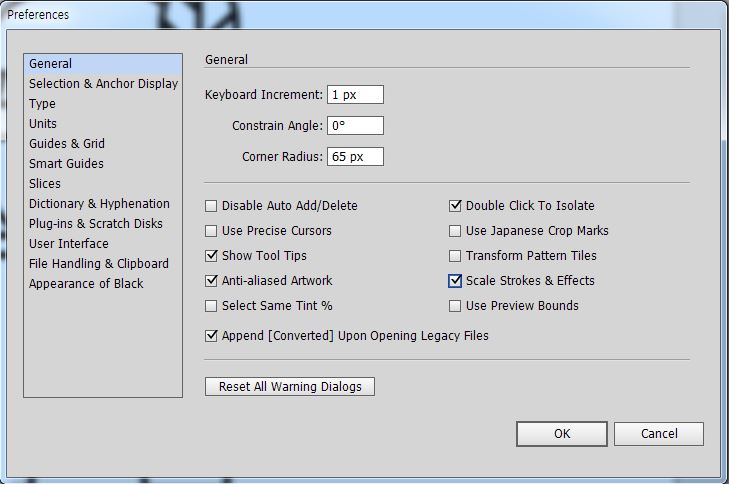 Preferences
General
Selection & Anchor Display
Type
Units
Guides & Grid
Smart Guides
Slices
Dictionary & Hyphenation
Plug-ins & Scratch Disks
User Interface
File Handling & Clipboard
Appearance of Black
General
Keyboard Increment: 1 px
Constrain Angle: 0°
Corner Radius: 65 px
Disable Auto Add/Delete
Double Click To Isolate
Use Precise Cursors
Use Japanese Crop Marks
Show Tool Tips
Transform Pattern Tiles
Anti-aliased Artwork
Scale Strokes & Effects
Select Same Tint %
Use Preview Bounds
Append [Converted] Upon Opening Legacy Files
Reset All Warning Dialogs
OK
Cancel